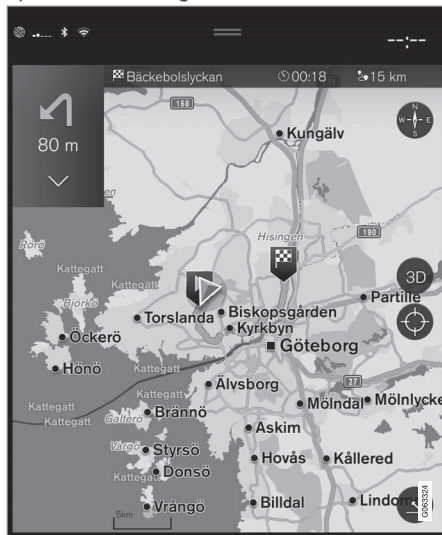 --:--
Bäckebolslyckan 00:18 15 km
80 m
168
Kungälv
W E
S
en
Hisingen
190
Rörö
Kattegatt
Kattegatt
3D
Björkö
Partille
Torslanda
Biskopsgården
Kyrkbyn
Öckerö
Göteborg
Hönö
Kattegatt
27
Älvsborg
Kattegatt
Mölndal
Mölnlycke
Kattegatt
Brännö
Galterö
Askim
Vargö
Styrsö
Hovås
Kållered
Donsö
Kattegatt
Vrångö
Billdal
Lindome
5km
G063324